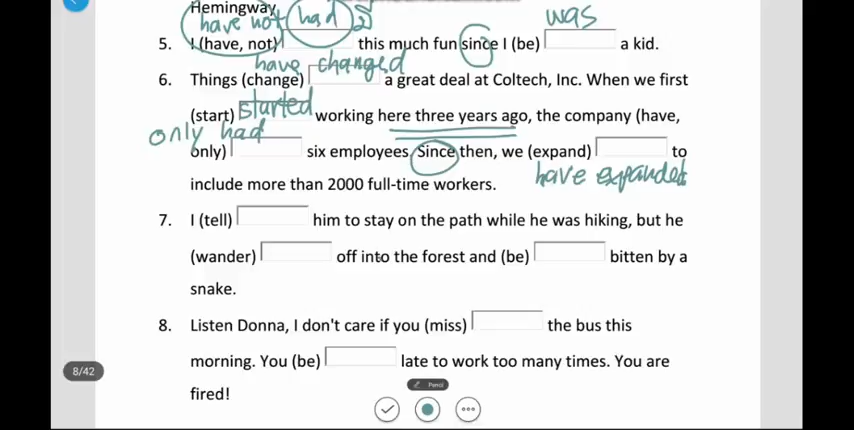 Hemingway
have not had
was
5. I (have, not) this much fun since I (be) a kid.
have changed
6. Things (change) a great deal at Coltech, Inc. When we first
(start) started working here three years ago, the company (have,
only had
only) six employees. Since then, we (expand) to
have expanded
include more than 2000 full-time workers.
7. I (tell) him to stay on the path while he was hiking, but he
(wander) off into the forest and (be) bitten by a
snake.
8. Listen Donna, I don't care if you (miss) the bus this
morning. You (be) late to work too many times. You are
fired!
8/42
Pencil